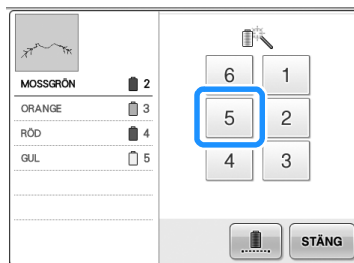 MOSSGRÖN 2
ORANGE 3
RÖD 4
GUL 5
6 1
5 2
4 3
STÄNG